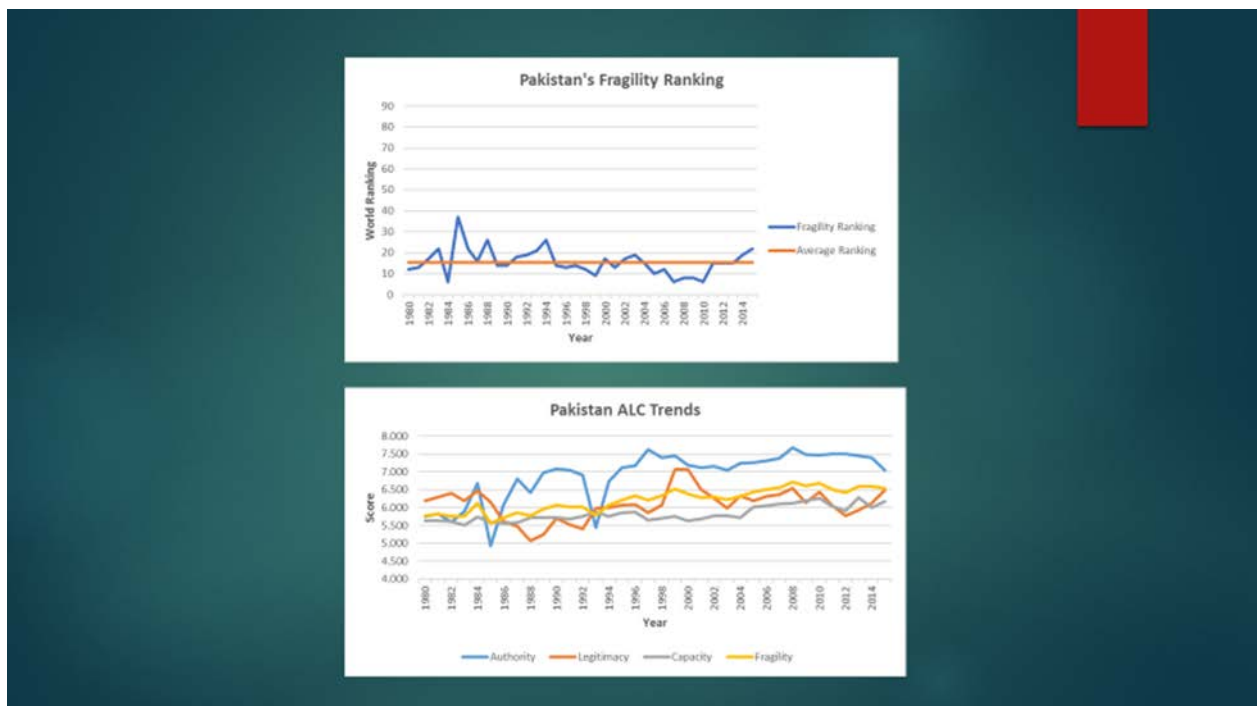 Pakistan's Fragility Ranking
90
80
70
60
50
40
30
20
10
0
World Ranking
1980 1982 1984 1986 1988 1990 1992 1994 1996 1998 2000 2002 2004 2006 2008 2010 2012 2014
Year
Fragility Ranking
Average Ranking
Pakistan ALC Trends
8.000
7.500
7.000
6.500
6.000
5.500
5.000
4.500
4.000
Score
1980 1982 1984 1986 1988 1990 1992 1994 1996 1998 2000 2002 2004 2006 2008 2010 2012 2014
Year
Authority Legitimacy Capacity Fragility